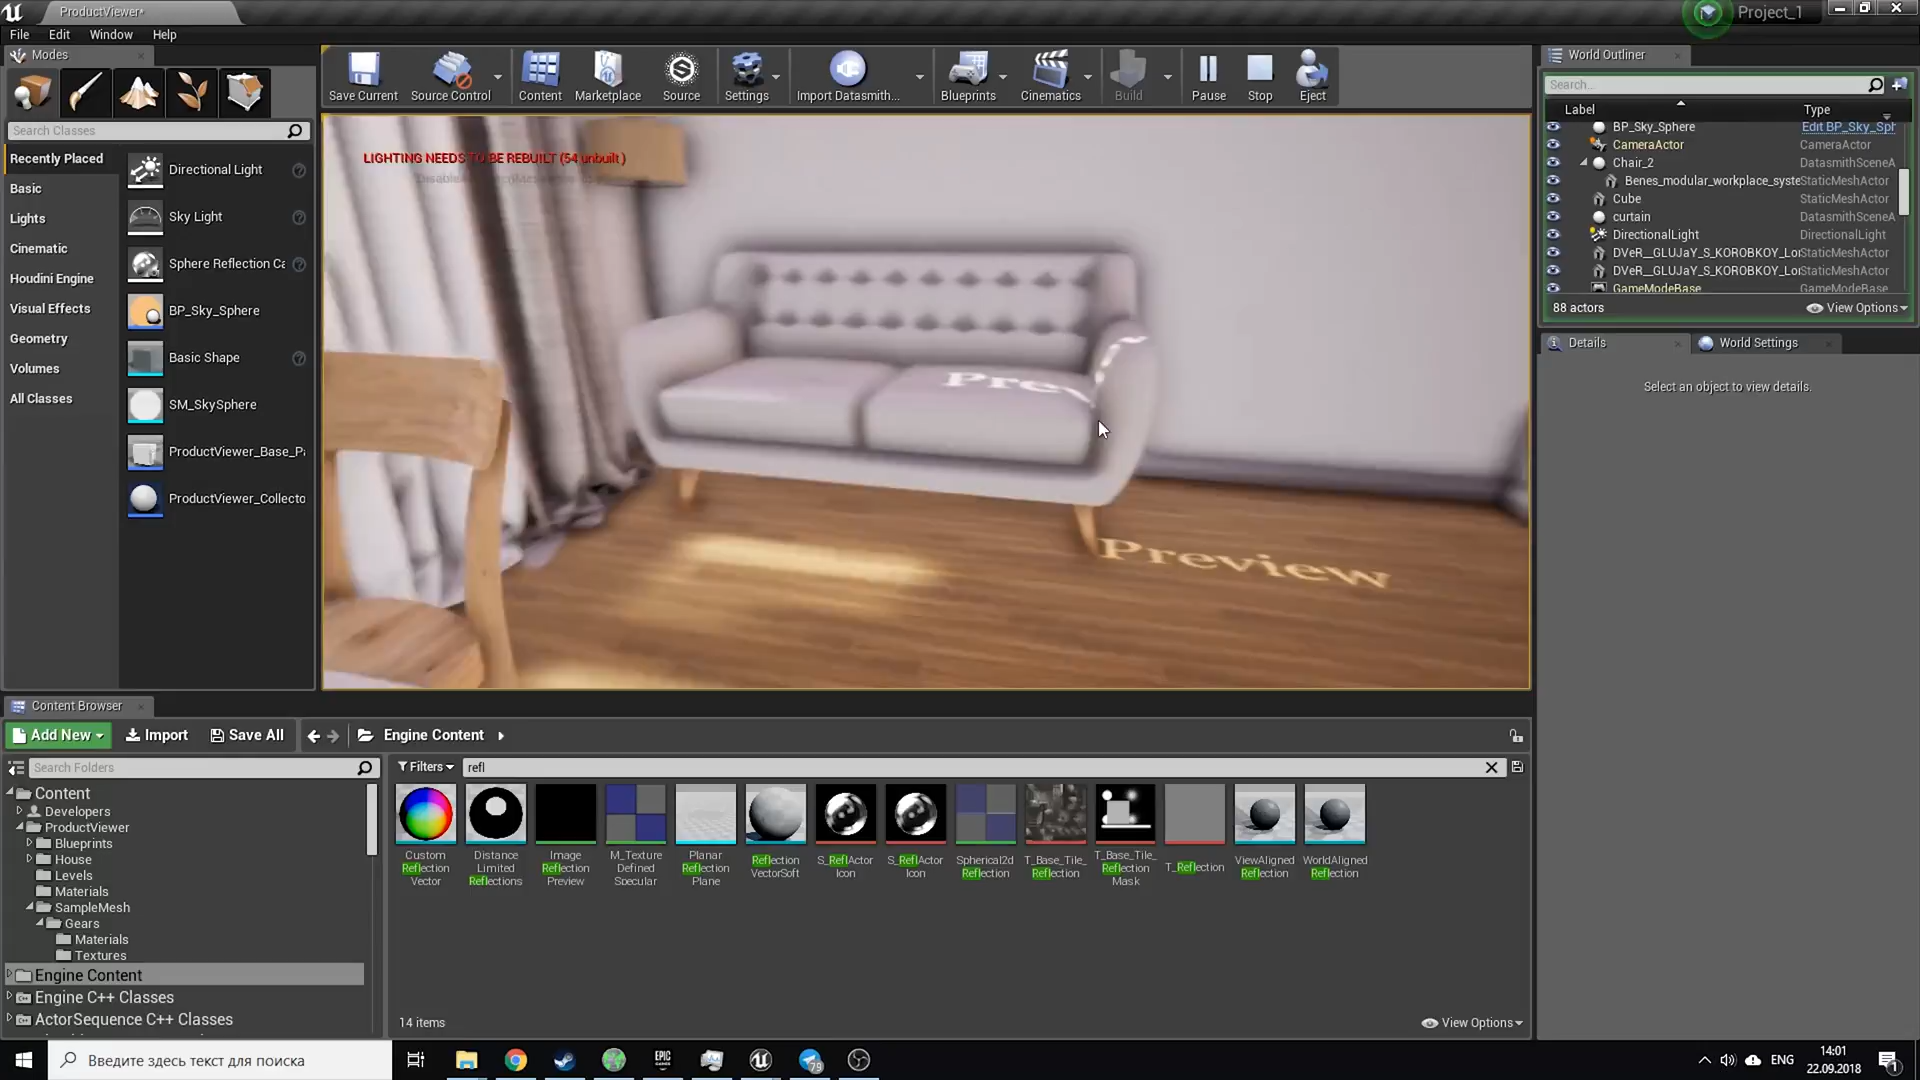 ProductViewer*
Project_1
File Edit Window Help
Modes
Save Current
Source Control
Content
Marketplace
Source
Settings
Import Datasmith...
Blueprints
Cinematics
Build
Pause
Stop
Eject
Search Classes
Recently Placed
Basic
Lights
Cinematic
Houdini Engine
Visual Effects
Geometry
Volumes
All Classes
Directional Light
Sky Light
Sphere Reflection Ca
BP_Sky_Sphere
Basic Shape
SM_SkySphere
ProductViewer_Base_Pa
ProductViewer_Collecto
LIGHTING NEEDS TO BE REBUILT (54 unbuilt)
Prev
Preview
World Outliner
Search...
Label Type
BP_Sky_Sphere Edit BP_Sky_Sph
CameraActor CameraActor
Chair_2 DatasmithSceneA
Benes_modular_workplace_syste StaticMeshActor
Cube StaticMeshActor
curtain DatasmithSceneA
DirectionalLight DirectionalLight
DVeR__GLUJaY_S_KOROBKOY_Lor StaticMeshActor
DVeR__GLUJaY_S_KOROBKOY_Lor StaticMeshActor
GameModeBase GameModeBase
88 actors View Options
Details World Settings
Select an object to view details.
Content Browser
Add New Import Save All Engine Content
Search Folders
Filters refl
Content
Developers
ProductViewer
Blueprints
House
Levels
Materials
SampleMesh
Gears
Materials
Textures
Engine Content
Engine C++ Classes
ActorSequence C++ Classes
Custom Reflection Vector
Distance Limited Reflections
Image Reflection Preview
M_Texture Defined Specular
Planar Reflection Plane
Reflection VectorSoft
S_ReflActor Icon
S_ReflActor Icon
Spherical2d Reflection
T_Base_Tile_ Reflection
T_Base_Tile_ Reflection Mask
T_Reflection
ViewAligned Reflection
WorldAligned Reflection
14 items View Options
Введите здесь текст для поиска
EPIC
GAMES
79
ENG
14:01
22.09.2018
1